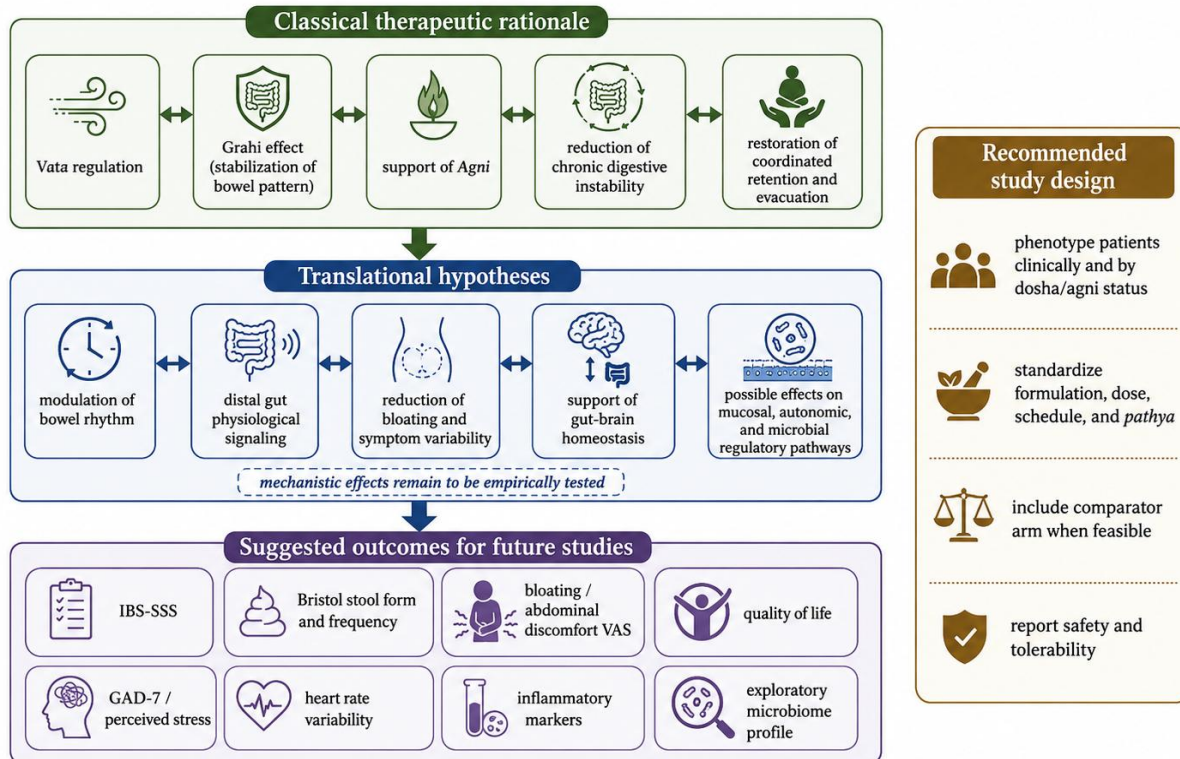 Classical therapeutic rationale
Vata regulation
Grahi effect
(stabilization of
bowel pattern)
support of Agni
reduction of
chronic digestive
instability
restoration of
coordinated
retention and
evacuation
Translational hypotheses
modulation of
bowel rhythm
distal gut
physiological
signaling
reduction of
bloating and
symptom variability
support of
gut-brain
homeostasis
possible effects on
mucosal, autonomic,
and microbial
regulatory pathways
mechanistic effects remain to be empirically tested
Suggested outcomes for future studies
IBS-SSS
Bristol stool form
and frequency
bloating /
abdominal
discomfort VAS
quality of life
GAD-7 /
perceived stress
heart rate
variability
inflammatory
markers
exploratory
microbiome
profile
Recommended
study design
phenotype patients
clinically and by
dosha/agni status
standardize
formulation, dose,
schedule, and pathya
include comparator
arm when feasible
report safety and
tolerability